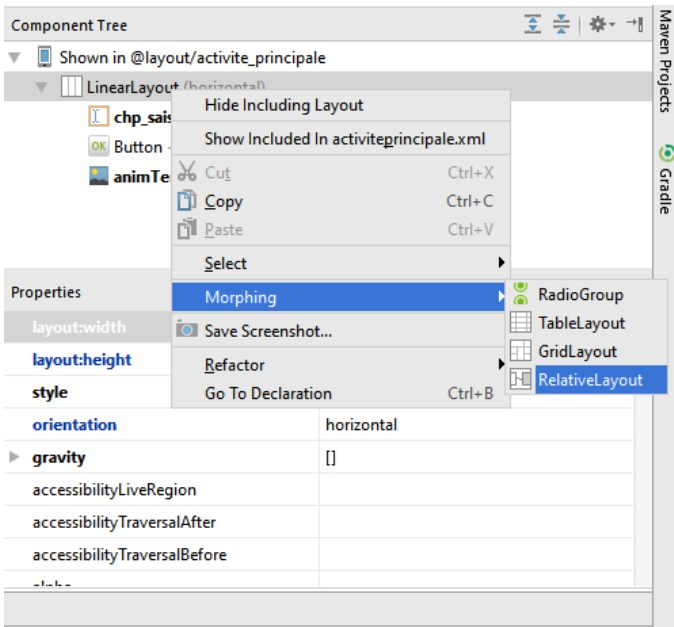 Component Tree
Shown in @layout/activite_principale
LinearLayout (horizontal)
chp_sais
Button
animTe
Hide Including Layout
Show Included In activiteprincipale.xml
Cut Ctrl+X
Copy Ctrl+C
Paste Ctrl+V
Select
Morphing
Save Screenshot...
Refactor
Go To Declaration Ctrl+B
RadioGroup
TableLayout
GridLayout
RelativeLayout
Properties
layout:width
layout:height
style
orientation horizontal
gravity []
accessibilityLiveRegion
accessibilityTraversalAfter
accessibilityTraversalBefore
Maven Projects
Gradle
OK